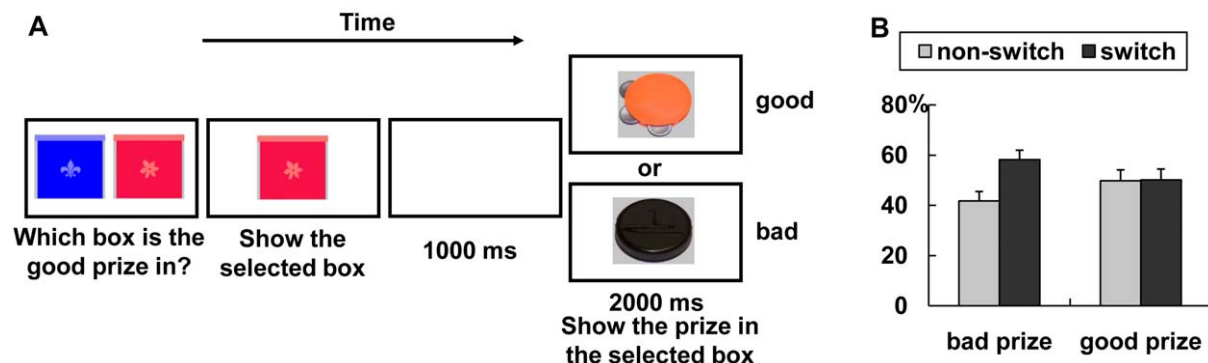 A
Time
good
or
bad
Which box is the
good prize in?
Show the
selected box
1000 ms
2000 ms
Show the prize in
the selected box
B
non-switch switch
80%
60
40
20
0
bad prize good prize